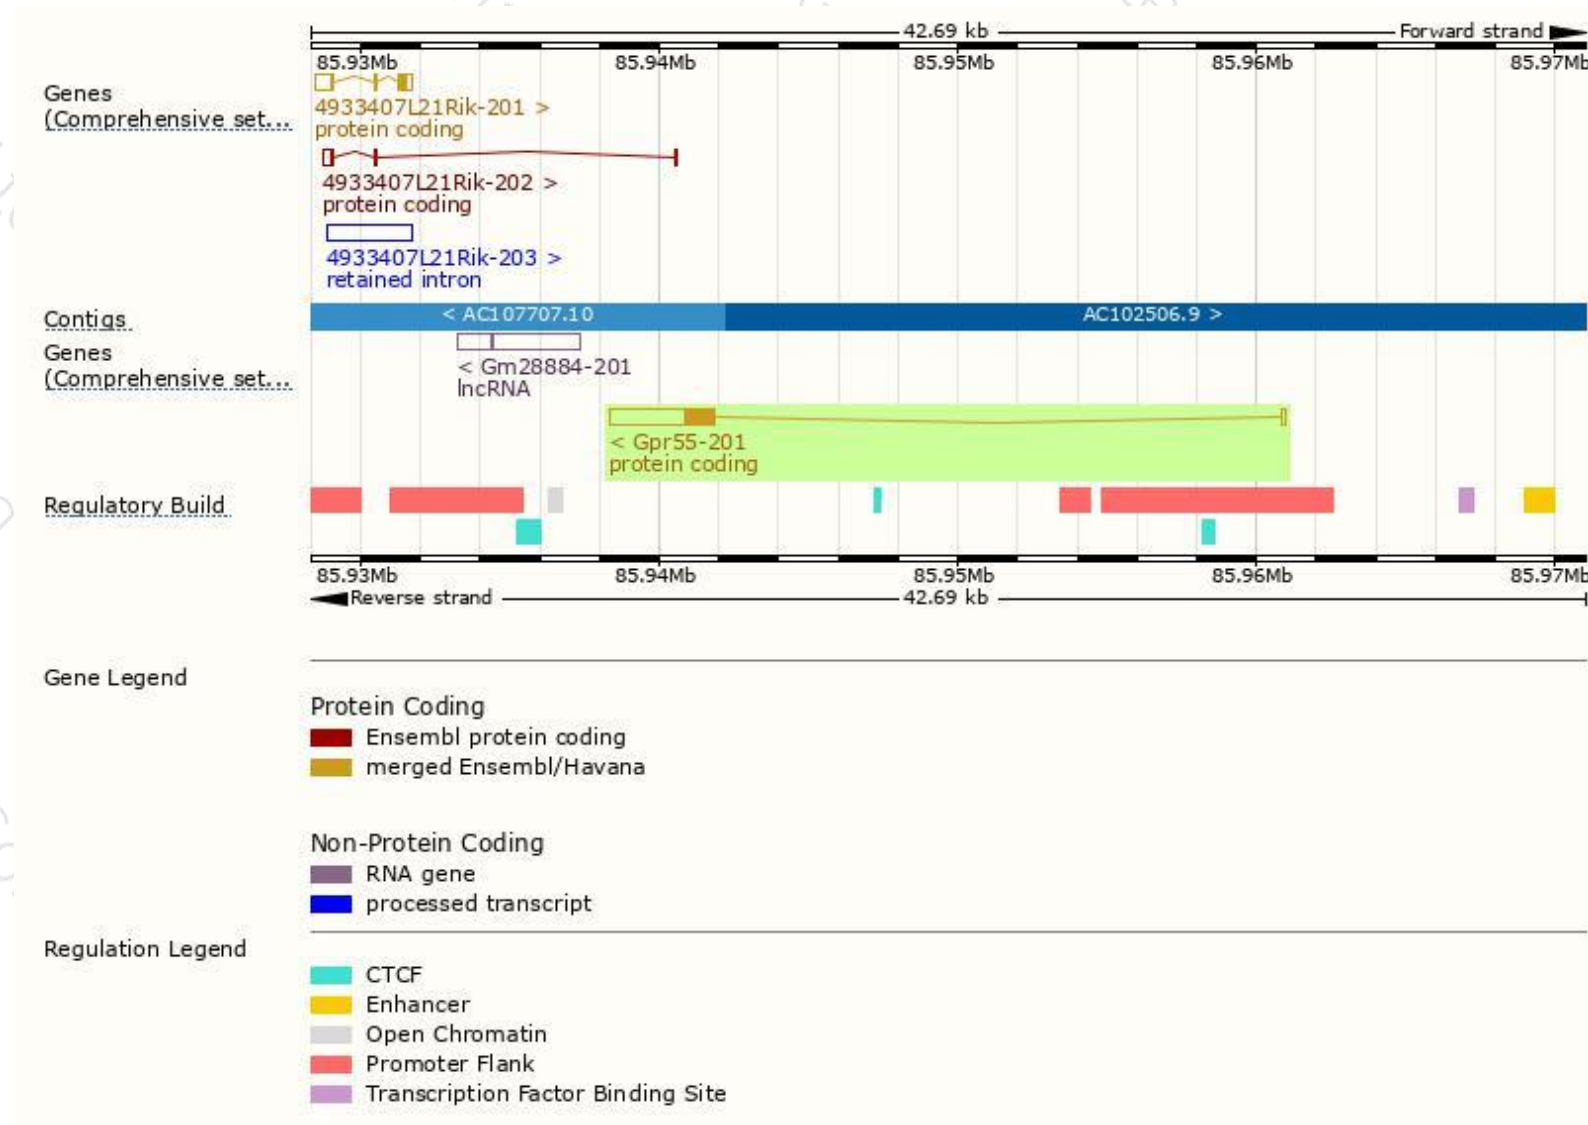 42.69 kb
Forward strand
85.93Mb 85.94Mb 85.95Mb 85.96Mb 85.97Mb
Genes
(Comprehensive set...
4933407L21Rik-201 >
protein coding
4933407L21Rik-202 >
protein coding
4933407L21Rik-203 >
retained intron
Contigs
< AC107707.10
AC102506.9 >
Genes
(Comprehensive set...
< Gm28884-201
lncRNA
< Gpr55-201
protein coding
Regulatory Build
85.93Mb 85.94Mb 85.95Mb 85.96Mb 85.97Mb
Reverse strand
42.69 kb
Gene Legend
Protein Coding
Ensembl protein coding
merged Ensembl/Havana
Non-Protein Coding
RNA gene
processed transcript
Regulation Legend
CTCF
Enhancer
Open Chromatin
Promoter Flank
Transcription Factor Binding Site